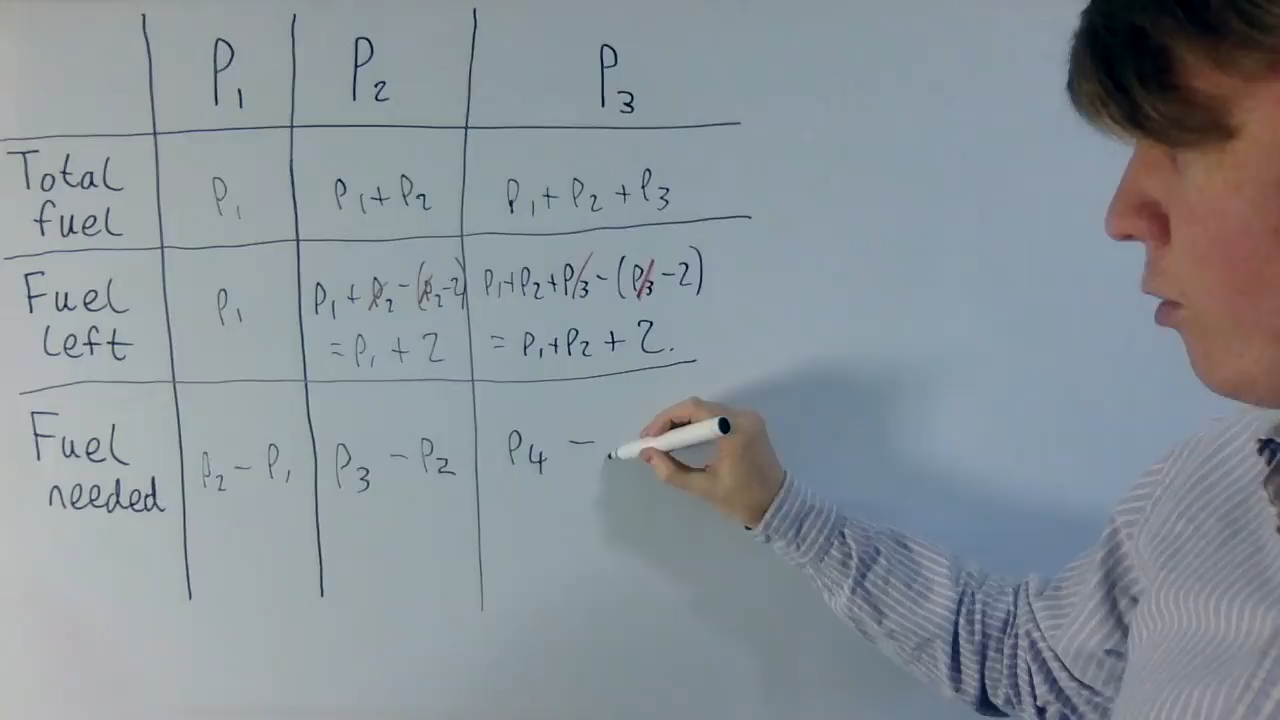 P₁ P₂ P₃
Total fuel P₁ P₁ + P₂ P₁ + P₂ + P₃
Fuel left P₁ P₁ + P₂ - (P₂ - 2) P₁ + P₂ + P₃ - (P₃ - 2)
= P₁ + 2 = P₁ + P₂ + 2.
Fuel needed P₂ - P₁ P₃ - P₂ P₄ -